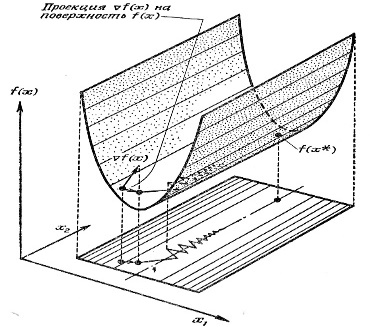 Проекция ∇f(x) на
поверхность f(x)
f(x)
∇f(x)
f(x*)
x₂
x₁